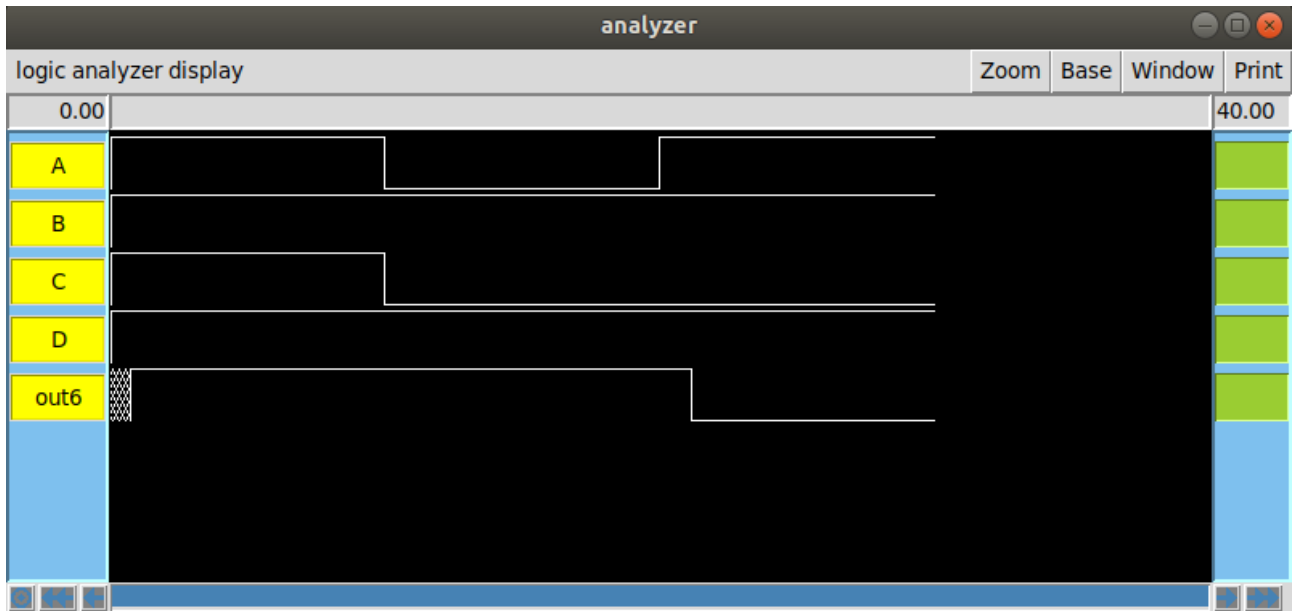 analyzer
logic analyzer display Zoom Base Window Print
0.00 40.00
A
B
C
D
out6